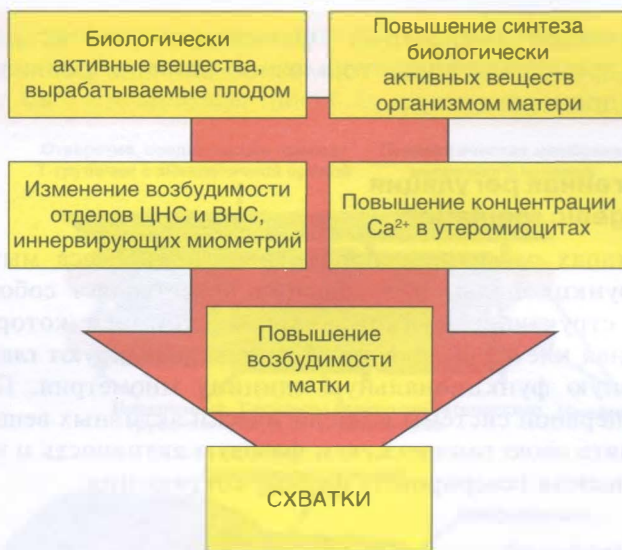 Биологически
активные вещества,
вырабатываемые плодом
Повышение синтеза
биологически
активных веществ
организмом матери
Изменение возбудимости
отделов ЦНС и ВНС,
иннервирующих миометрий
Повышение концентрации
Ca²⁺ в утеромиоцитах
Повышение
возбудимости
матки
СХВАТКИ